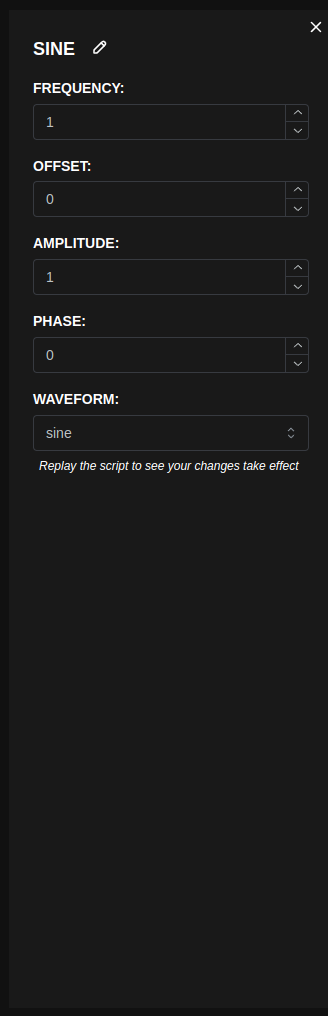 SINE
FREQUENCY:
1
OFFSET:
0
AMPLITUDE:
1
PHASE:
0
WAVEFORM:
sine
Replay the script to see your changes take effect